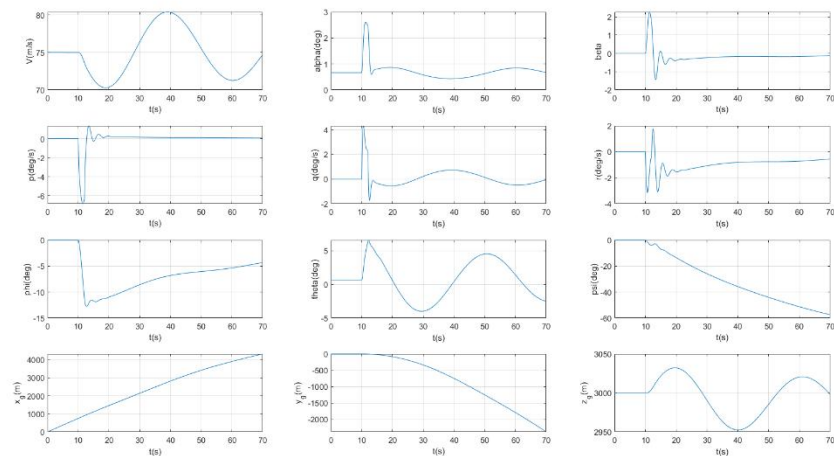 80
75
70
V(m/s)
0 10 20 30 40 50 60 70
t(s)
3
2
1
0
alpha(deg)
0 10 20 30 40 50 60 70
t(s)
2
1
0
-1
-2
beta
0 10 20 30 40 50 60 70
t(s)
0
-2
-4
-6
p(deg/s)
0 10 20 30 40 50 60 70
t(s)
4
2
0
-2
q(deg/s)
0 10 20 30 40 50 60 70
t(s)
2
0
-2
-4
r(deg/s)
0 10 20 30 40 50 60 70
t(s)
0
-5
-10
-15
phi(deg)
0 10 20 30 40 50 60 70
t(s)
5
0
-5
theta(deg)
0 10 20 30 40 50 60 70
t(s)
0
-20
-40
-60
psi(deg)
0 10 20 30 40 50 60 70
t(s)
4000
3000
2000
1000
0
x_g(m)
0 10 20 30 40 50 60 70
t(s)
0
-500
-1000
-1500
-2000
y_g(m)
0 10 20 30 40 50 60 70
t(s)
3050
3000
2950
z_g(m)
0 10 20 30 40 50 60 70
t(s)